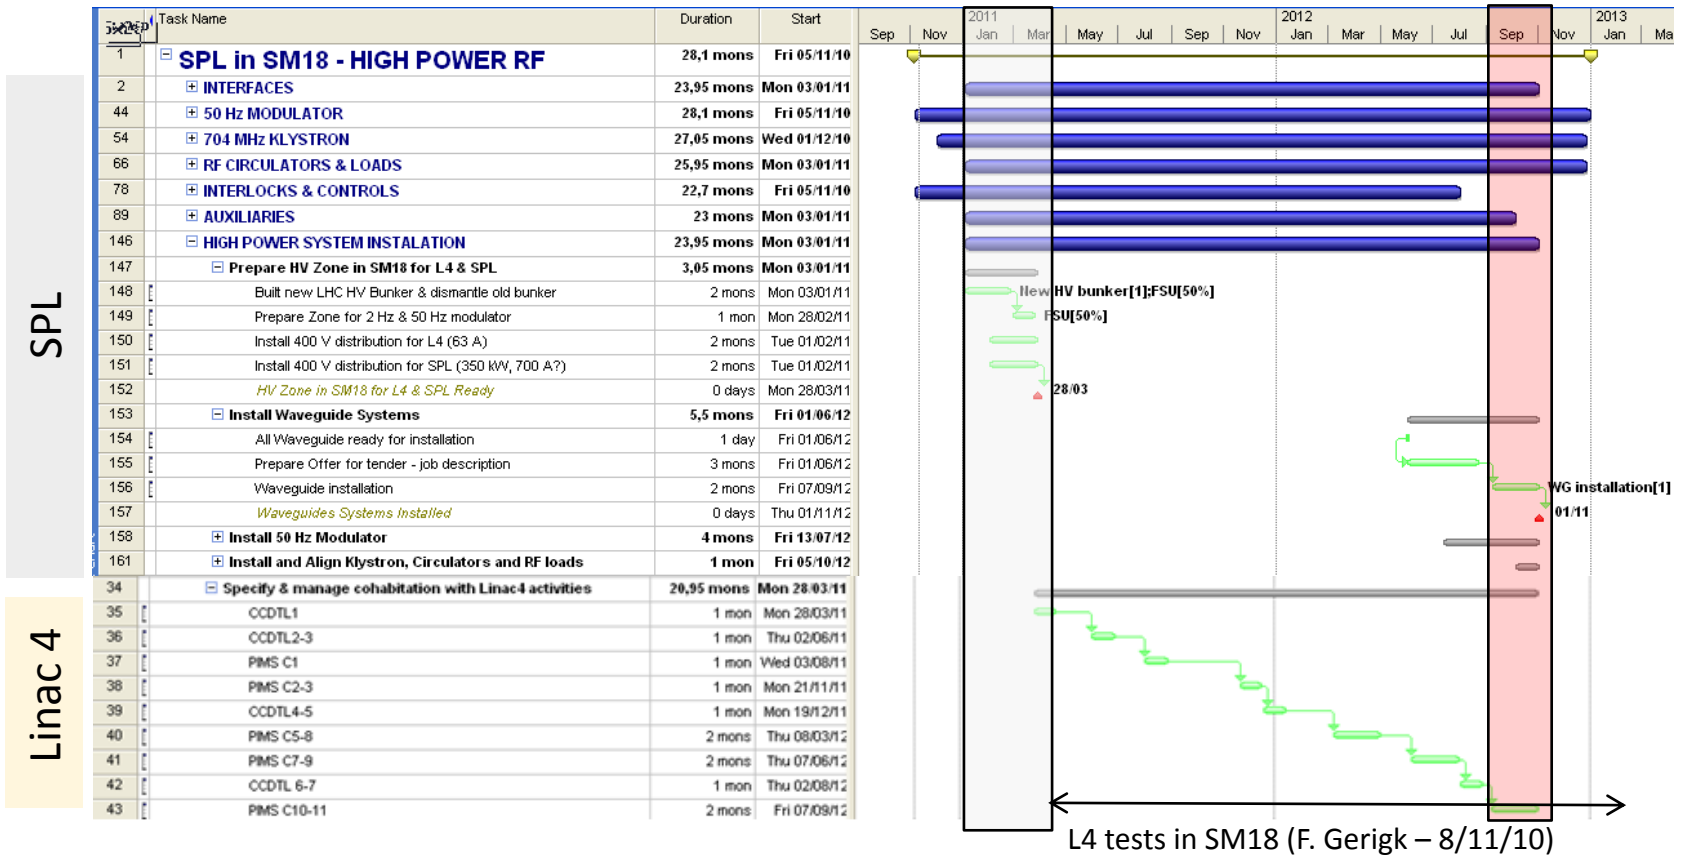 Task Name Duration Start 2011 2012 2013
Sep Nov Jan Mar May Jul Sep Nov Jan Mar May Jul Sep Nov Jan Ma
1 SPL in SM18 - HIGH POWER RF 28,1 mons Fri 05/11/10
2 INTERFACES 23,95 mons Mon 03/01/11
44 50 Hz MODULATOR 28,1 mons Fri 05/11/10
54 704 MHz KLYSTRON 27,05 mons Wed 01/12/10
66 RF CIRCULATORS & LOADS 25,95 mons Mon 03/01/11
78 INTERLOCKS & CONTROLS 22,7 mons Fri 05/11/10
89 AUXILIARIES 23 mons Mon 03/01/11
146 HIGH POWER SYSTEM INSTALATION 23,95 mons Mon 03/01/11
147 Prepare HV Zone in SM18 for L4 & SPL 3,05 mons Mon 03/01/11
148 Built new LHC HV Bunker & dismantle old bunker 2 mons Mon 03/01/11 New HV bunker[1];FSU[50%]
149 Prepare Zone for 2 Hz & 50 Hz modulator 1 mon Mon 28/02/11 FSU[50%]
150 Install 400 V distribution for L4 (63 A) 2 mons Tue 01/02/11
151 Install 400 V distribution for SPL (350 kW, 700 A?) 2 mons Tue 01/02/11
152 HV Zone in SM18 for L4 & SPL Ready 0 days Mon 28/03/11 28/03
153 Install Waveguide Systems 5,5 mons Fri 01/06/12
154 All Waveguide ready for installation 1 day Fri 01/06/12
155 Prepare Offer for tender - job description 3 mons Fri 01/06/12
156 Waveguide installation 2 mons Fri 07/09/12 WG installation[1]
157 Waveguides Systems Installed 0 days Thu 01/11/12 01/11
158 Install 50 Hz Modulator 4 mons Fri 13/07/12
161 Install and Align Klystron, Circulators and RF loads 1 mon Fri 05/10/12
SPL
34 Specify & manage cohabitation with Linac4 activities 20,95 mons Mon 28/03/11
35 CCDTL1 1 mon Mon 28/03/11
36 CCDTL2-3 1 mon Thu 02/06/11
37 PIMS C1 1 mon Wed 03/08/11
38 PIMS C2-3 1 mon Mon 21/11/11
39 CCDTL4-5 1 mon Mon 19/12/11
40 PIMS C5-8 2 mons Thu 08/03/12
41 PIMS C7-9 2 mons Thu 07/06/12
42 CCDTL 6-7 1 mon Thu 02/08/12
43 PIMS C10-11 2 mons Fri 07/09/12
Linac 4
L4 tests in SM18 (F. Gerigk – 8/11/10)